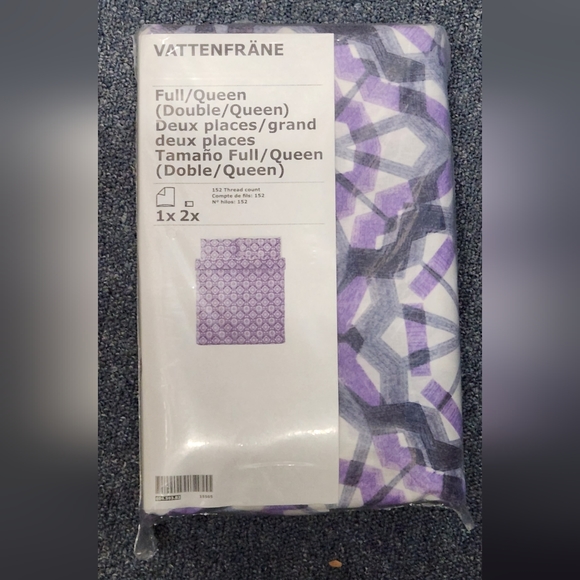 VATTENFRÄNE
Full/Queen
(Double/Queen)
Deux places/grand
deux places
Tamaño Full/Queen
(Doble/Queen)
152 Thread count
Compte de fils: 152
N° hilos: 152
1x 2x